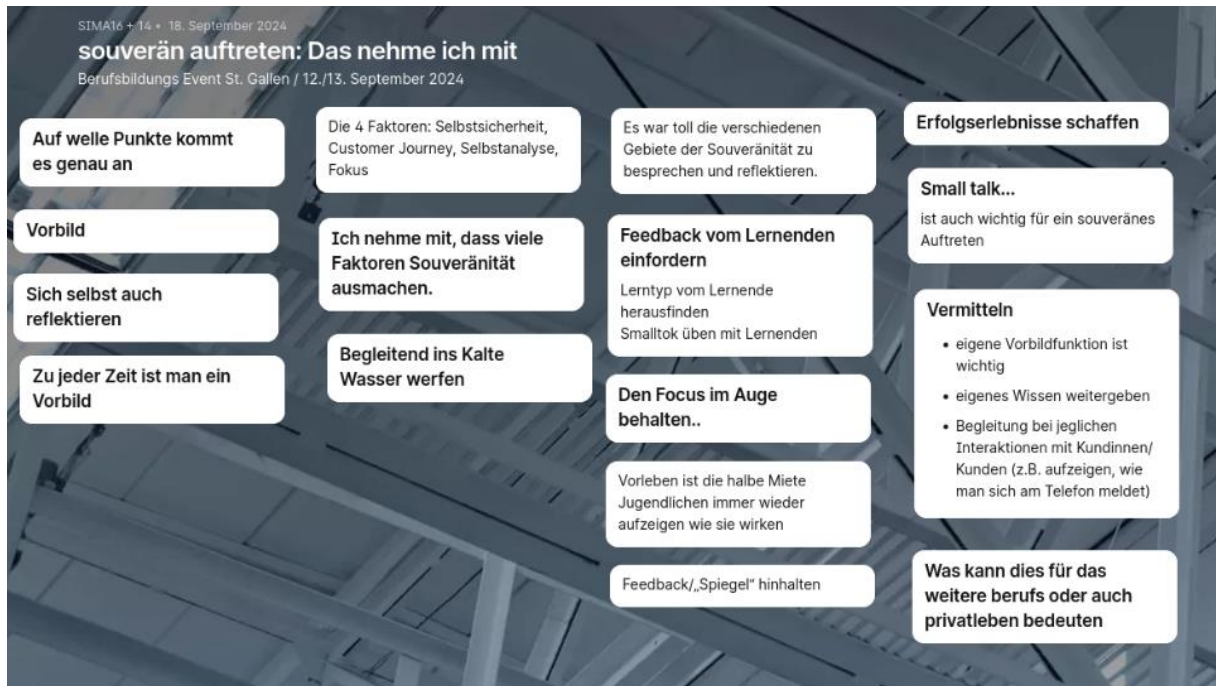 SIMA16 + 14 • 18. September 2024
souverän auftreten: Das nehme ich mit
Berufsbildungs Event St. Gallen / 12./13. September 2024
Auf welle Punkte kommt
es genau an
Vorbild
Sich selbst auch
reflektieren
Zu jeder Zeit ist man ein
Vorbild
Die 4 Faktoren: Selbstsicherheit,
Customer Journey, Selbstanalyse,
Fokus
Ich nehme mit, dass viele
Faktoren Souveränität
ausmachen.
Begleitend ins Kalte
Wasser werfen
Es war toll die verschiedenen
Gebiete der Souveränität zu
besprechen und reflektieren.
Feedback vom Lernenden
einfordern
Lerntyp vom Lernende
herausfinden
Smalltok üben mit Lernenden
Den Focus im Auge
behalten..
Vorleben ist die halbe Miete
Jugendlichen immer wieder
aufzeigen wie sie wirken
Feedback/„Spiegel“ hinhalten
Erfolgserlebnisse schaffen
Small talk...
ist auch wichtig für ein souveränes
Auftreten
Vermitteln
• eigene Vorbildfunktion ist
wichtig
• eigenes Wissen weitergeben
• Begleitung bei jeglichen
Interaktionen mit Kundinnen/
Kunden (z.B. aufzeigen, wie
man sich am Telefon meldet)
Was kann dies für das
weitere berufs oder auch
privatleben bedeuten